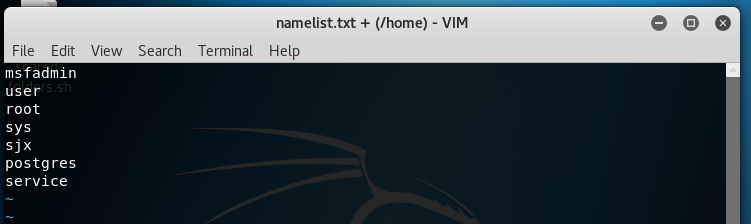 namelist.txt + (/home) - VIM
File Edit View Search Terminal Help
msfadmin
user
root
sys
sjx
postgres
service
~
~